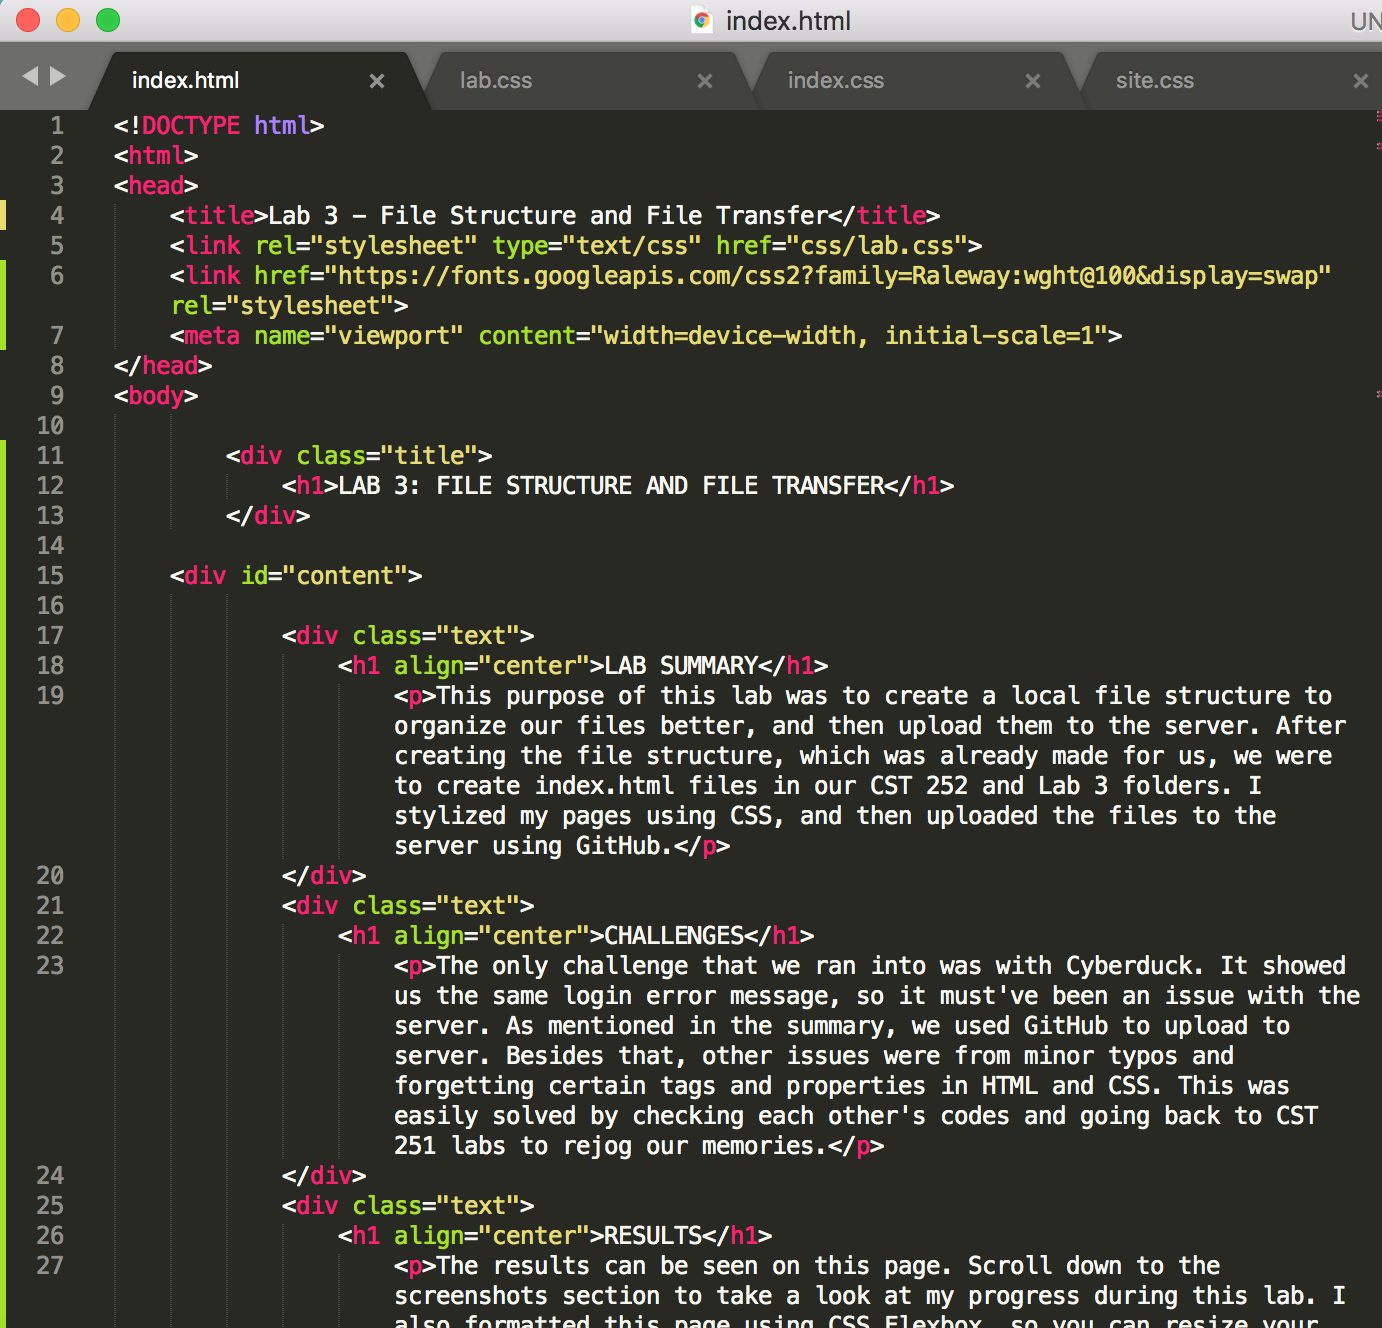 index.html
UN
index.html × lab.css × index.css × site.css ×
1 <!DOCTYPE html>
2 <html>
3 <head>
4 <title>Lab 3 - File Structure and File Transfer</title>
5 <link rel="stylesheet" type="text/css" href="css/lab.css">
6 <link href="https://fonts.googleapis.com/css2?family=Raleway:wght@100&display=swap"
rel="stylesheet">
7 <meta name="viewport" content="width=device-width, initial-scale=1">
8 </head>
9 <body>
10
11 <div class="title">
12 <h1>LAB 3: FILE STRUCTURE AND FILE TRANSFER</h1>
13 </div>
14
15 <div id="content">
16
17 <div class="text">
18 <h1 align="center">LAB SUMMARY</h1>
19 <p>This purpose of this lab was to create a local file structure to
organize our files better, and then upload them to the server. After
creating the file structure, which was already made for us, we were
to create index.html files in our CST 252 and Lab 3 folders. I
stylized my pages using CSS, and then uploaded the files to the
server using GitHub.</p>
20 </div>
21 <div class="text">
22 <h1 align="center">CHALLENGES</h1>
23 <p>The only challenge that we ran into was with Cyberduck. It showed
us the same login error message, so it must've been an issue with the
server. As mentioned in the summary, we used GitHub to upload to
server. Besides that, other issues were from minor typos and
forgetting certain tags and properties in HTML and CSS. This was
easily solved by checking each other's codes and going back to CST
251 labs to rejog our memories.</p>
24 </div>
25 <div class="text">
26 <h1 align="center">RESULTS</h1>
27 <p>The results can be seen on this page. Scroll down to the
screenshots section to take a look at my progress during this lab. I
also formatted this page using CSS Flexbox, so you can resize your